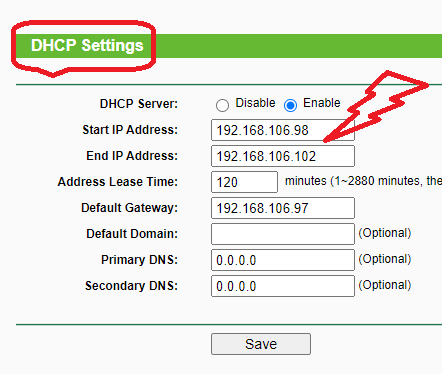 DHCP Settings
DHCP Server: Disable Enable
Start IP Address: 192.168.106.98
End IP Address: 192.168.106.102
Address Lease Time: 120 minutes (1~2880 minutes, the
Default Gateway: 192.168.106.97
Default Domain: (Optional)
Primary DNS: 0.0.0.0 (Optional)
Secondary DNS: 0.0.0.0 (Optional)
Save